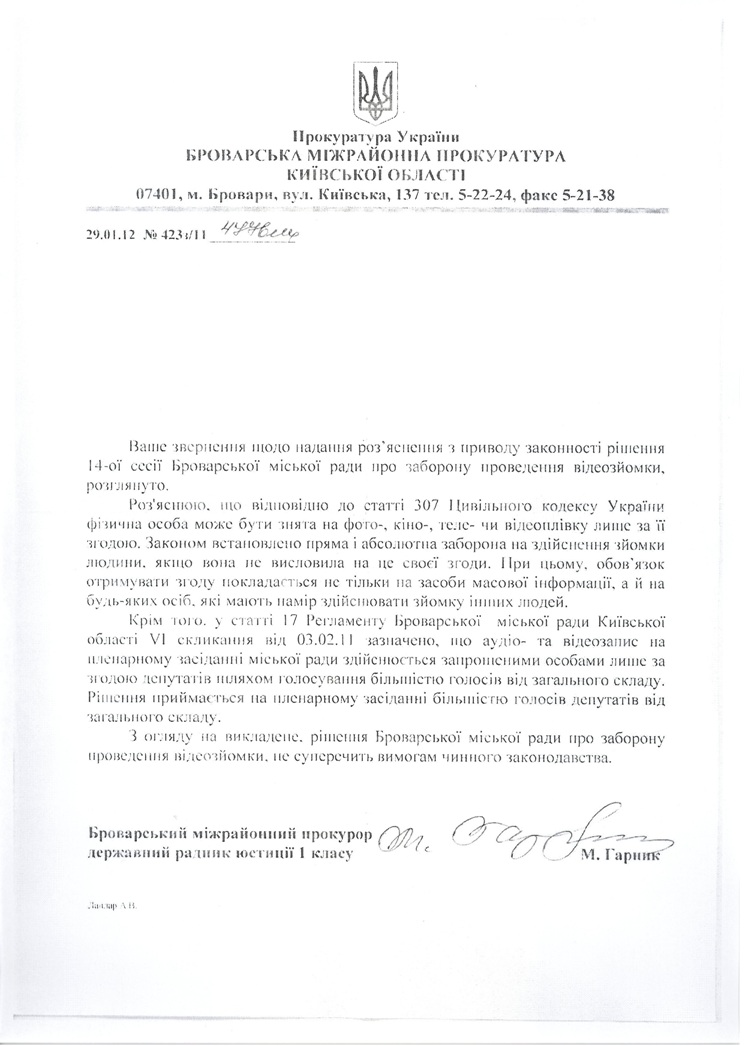 Прокуратура України
БРОВАРСЬКА МІЖРАЙОННА ПРОКУРАТУРА
КИЇВСЬКОЇ ОБЛАСТІ
07401, м. Бровари, вул. Київська, 137 тел. 5-22-24, факс 5-21-38
29.01.12 № 423з/11
Ваше звернення щодо надання роз’яснення з приводу законності рішення
14-ої сесії Броварської міської ради про заборону проведення відеозйомки,
розглянуто.
Роз'яснюю, що відповідно до статті 307 Цивільного кодексу України
фізична особа може бути знята на фото-, кіно-, теле- чи відеоплівку лише за її
згодою. Законом встановлено пряма і абсолютна заборона на здійснення зйомки
людини, якщо вона не висловила на це своєї згоди. При цьому, обов’язок
отримувати згоду покладається не тільки на засоби масової інформації, а й на
будь-яких осіб, які мають намір здійснювати зйомку інших людей.
Крім того, у статті 17 Регламенту Броварської міської ради Київської
області VI скликання від 03.02.11 зазначено, що аудіо- та відеозапис на
пленарному засіданні міської ради здійснюється запрошеними особами лише за
згодою депутатів шляхом голосування більшістю голосів від загального складу.
Рішення приймається на пленарному засіданні більшістю голосів депутатів від
загального складу.
З огляду на викладене, рішення Броварської міської ради про заборону
проведення відеозйомки, не суперечить вимогам чинного законодавства.
Броварський міжрайонний прокурор
державний радник юстиції 1 класу М. Гарник